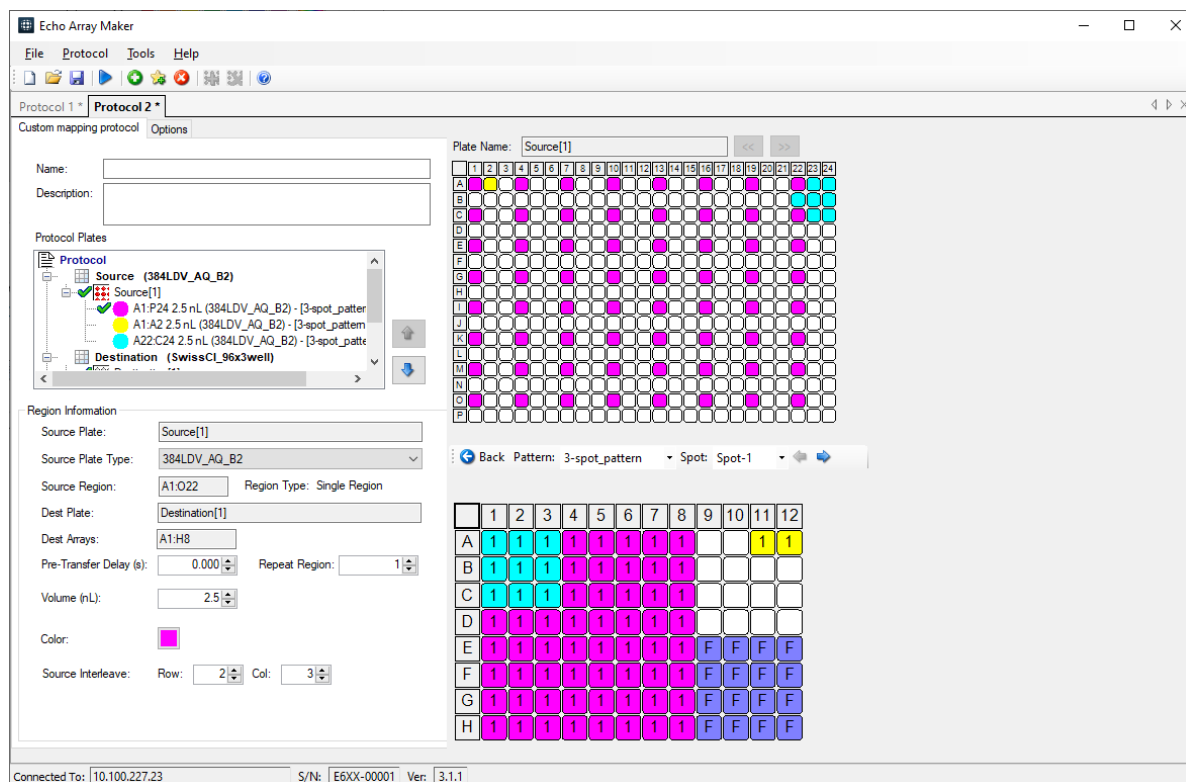 Echo Array Maker
File Protocol Tools Help
Protocol 1 * Protocol 2 *
Custom mapping protocol Options
Name:
Description:
Protocol Plates
Protocol
Source (384LDV_AQ_B2)
Source[1]
A1:P24 2.5 nL (384LDV_AQ_B2) - [3-spot_patter
A1:A2 2.5 nL (384LDV_AQ_B2) - [3-spot_pattern
A22:C24 2.5 nL (384LDV_AQ_B2) - [3-spot_patte
Destination (SwissCI_96x3well)
Region Information
Source Plate: Source[1]
Source Plate Type: 384LDV_AQ_B2
Source Region: A1:O22 Region Type: Single Region
Dest Plate: Destination[1]
Dest Arrays: A1:H8
Pre-Transfer Delay (s): 0.000 Repeat Region: 1
Volume (nL): 2.5
Color:
Source Interleave: Row: 2 Col: 3
Plate Name: Source[1] << >>
1 2 3 4 5 6 7 8 9 10 11 12 13 14 15 16 17 18 19 20 21 22 23 24
A
B
C
D
E
F
G
H
I
J
K
L
M
N
O
P
Back Pattern: 3-spot_pattern Spot: Spot-1
1 2 3 4 5 6 7 8 9 10 11 12
A 1 1 1 1 1 1 1 1 1 1
B 1 1 1 1 1 1 1 1
C 1 1 1 1 1 1 1 1
D 1 1 1 1 1 1 1 1
E 1 1 1 1 1 1 1 1 F F F F
F 1 1 1 1 1 1 1 1 F F F F
G 1 1 1 1 1 1 1 1 F F F F
H 1 1 1 1 1 1 1 1 F F F F
Connected To: 10.100.227.23 S/N: E6XX-00001 Ver: 3.1.1